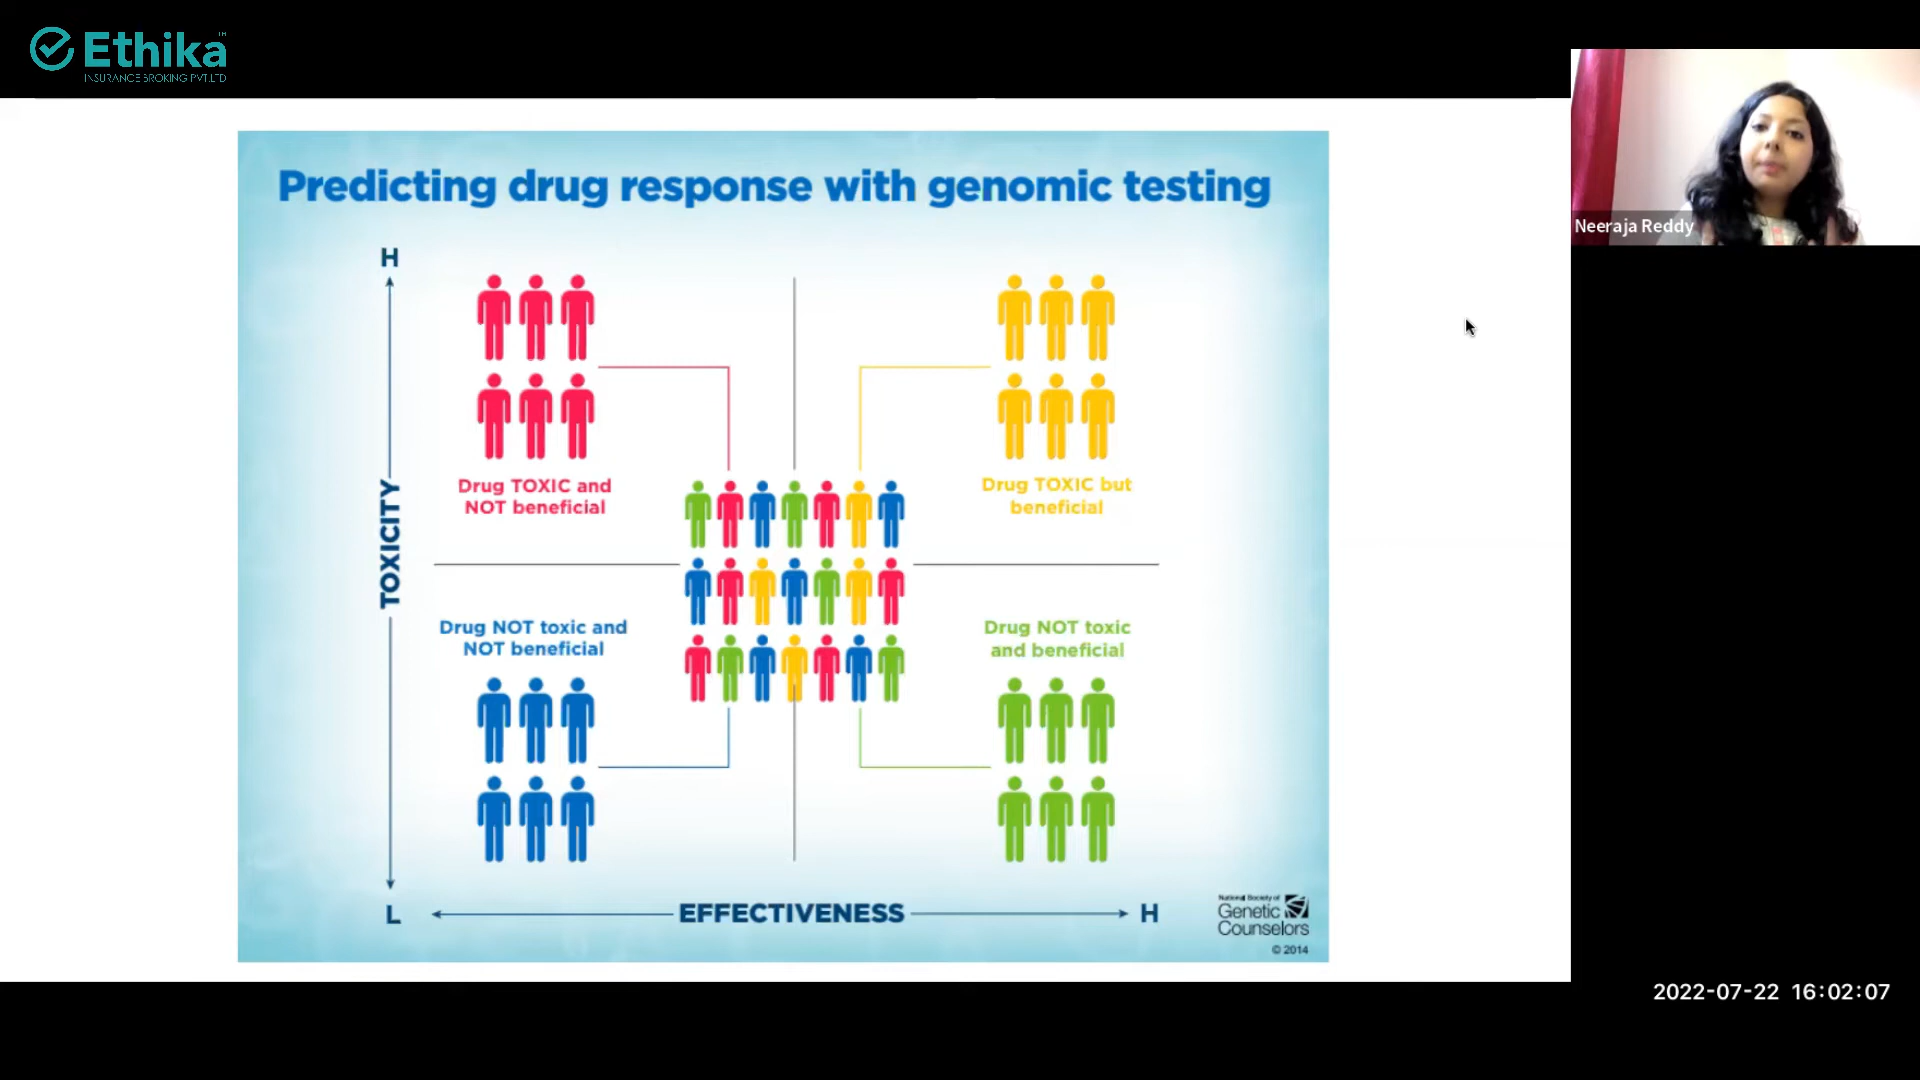 Ethika
TM
INSURANCE BROKING PVT.LTD
Neeraja Reddy
Predicting drug response with genomic testing
H
TOXICITY
L
Drug TOXIC and
NOT beneficial
Drug TOXIC but
beneficial
Drug NOT toxic and
NOT beneficial
Drug NOT toxic
and beneficial
EFFECTIVENESS
H
National Society of
Genetic
Counselors
© 2014
2022-07-22 16:02:07